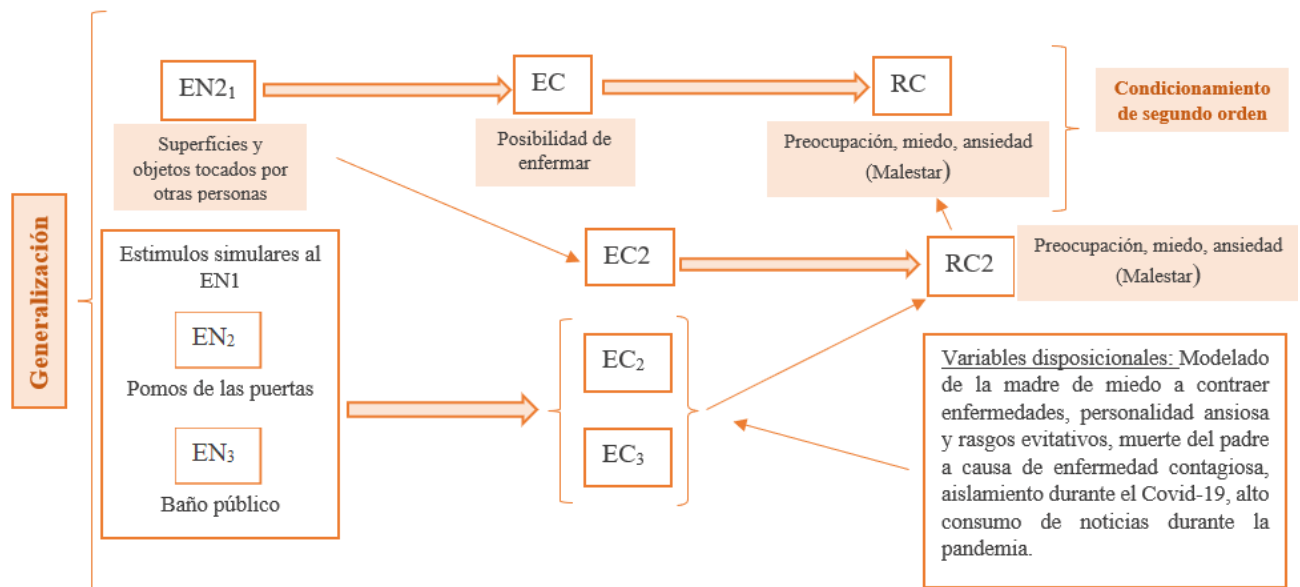 Generalización
EN2₁
Superficies y
objetos tocados por
otras personas
EC
Posibilidad de
enfermar
RC
Preocupación, miedo, ansiedad
(Malestar)
Condicionamiento
de segundo orden
Estimulos simulares al
EN1
EN₂
Pomos de las puertas
EN₃
Baño público
EC2
RC2
Preocupación, miedo, ansiedad
(Malestar)
EC₂
EC₃
Variables disposicionales: Modelado
de la madre de miedo a contraer
enfermedades, personalidad ansiosa
y rasgos evitativos, muerte del padre
a causa de enfermedad contagiosa,
aislamiento durante el Covid-19, alto
consumo de noticias durante la
pandemia.